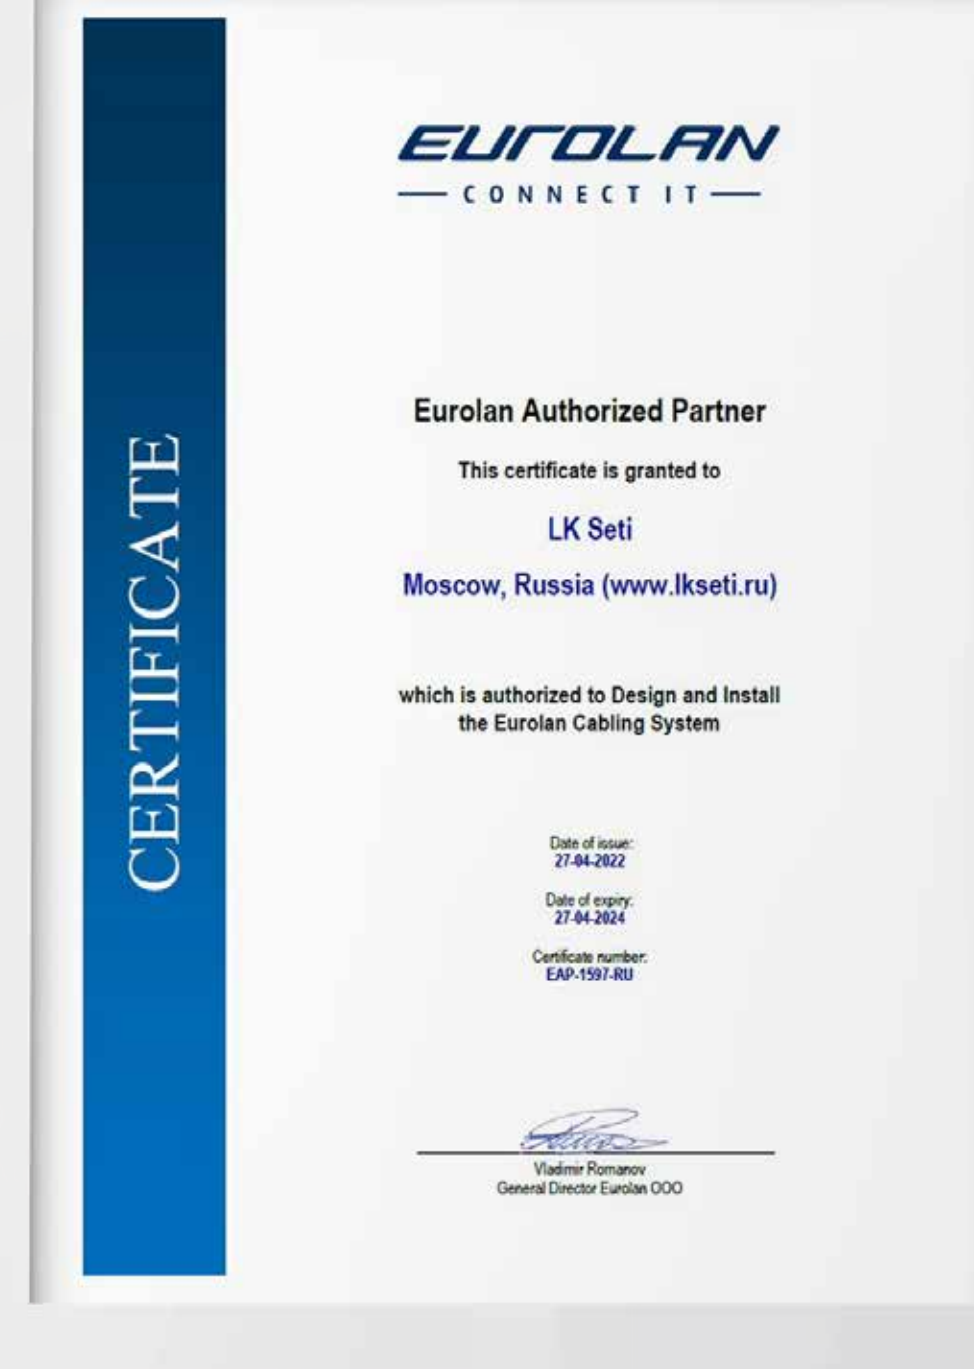 EUROLAN
CONNECT IT
CERTIFICATE
Eurolan Authorized Partner
This certificate is granted to
LK Seti
Moscow, Russia (www.lkseti.ru)
which is authorized to Design and Install
the Eurolan Cabling System
Date of issue:
27-04-2022
Date of expiry:
27-04-2024
Certificate number:
EAP-1597-RU
Vladimir Romanov
General Director Eurolan OOO